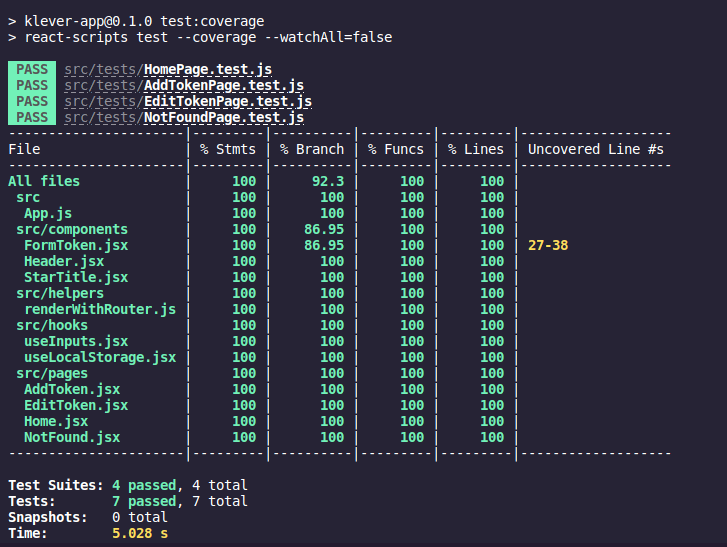 > klever-app@0.1.0 test:coverage
> react-scripts test --coverage --watchAll=false

PASS  src/tests/HomePage.test.js
PASS  src/tests/AddTokenPage.test.js
PASS  src/tests/EditTokenPage.test.js
PASS  src/tests/NotFoundPage.test.js
----------------------|---------|----------|---------|---------|-------------------
File                  | % Stmts | % Branch | % Funcs | % Lines | Uncovered Line #s
----------------------|---------|----------|---------|---------|-------------------
All files             |     100 |     92.3 |     100 |     100 |
 src                  |     100 |      100 |     100 |     100 |
  App.js              |     100 |      100 |     100 |     100 |
 src/components       |     100 |    86.95 |     100 |     100 |
  FormToken.jsx       |     100 |    86.95 |     100 |     100 | 27-38
  Header.jsx          |     100 |      100 |     100 |     100 |
  StarTitle.jsx       |     100 |      100 |     100 |     100 |
 src/helpers          |     100 |      100 |     100 |     100 |
  renderWithRouter.js |     100 |      100 |     100 |     100 |
 src/hooks            |     100 |      100 |     100 |     100 |
  useInputs.jsx       |     100 |      100 |     100 |     100 |
  useLocalStorage.jsx |     100 |      100 |     100 |     100 |
 src/pages            |     100 |      100 |     100 |     100 |
  AddToken.jsx        |     100 |      100 |     100 |     100 |
  EditToken.jsx       |     100 |      100 |     100 |     100 |
  Home.jsx            |     100 |      100 |     100 |     100 |
  NotFound.jsx        |     100 |      100 |     100 |     100 |
----------------------|---------|----------|---------|---------|-------------------

Test Suites: 4 passed, 4 total
Tests:       7 passed, 7 total
Snapshots:   0 total
Time:        5.028 s